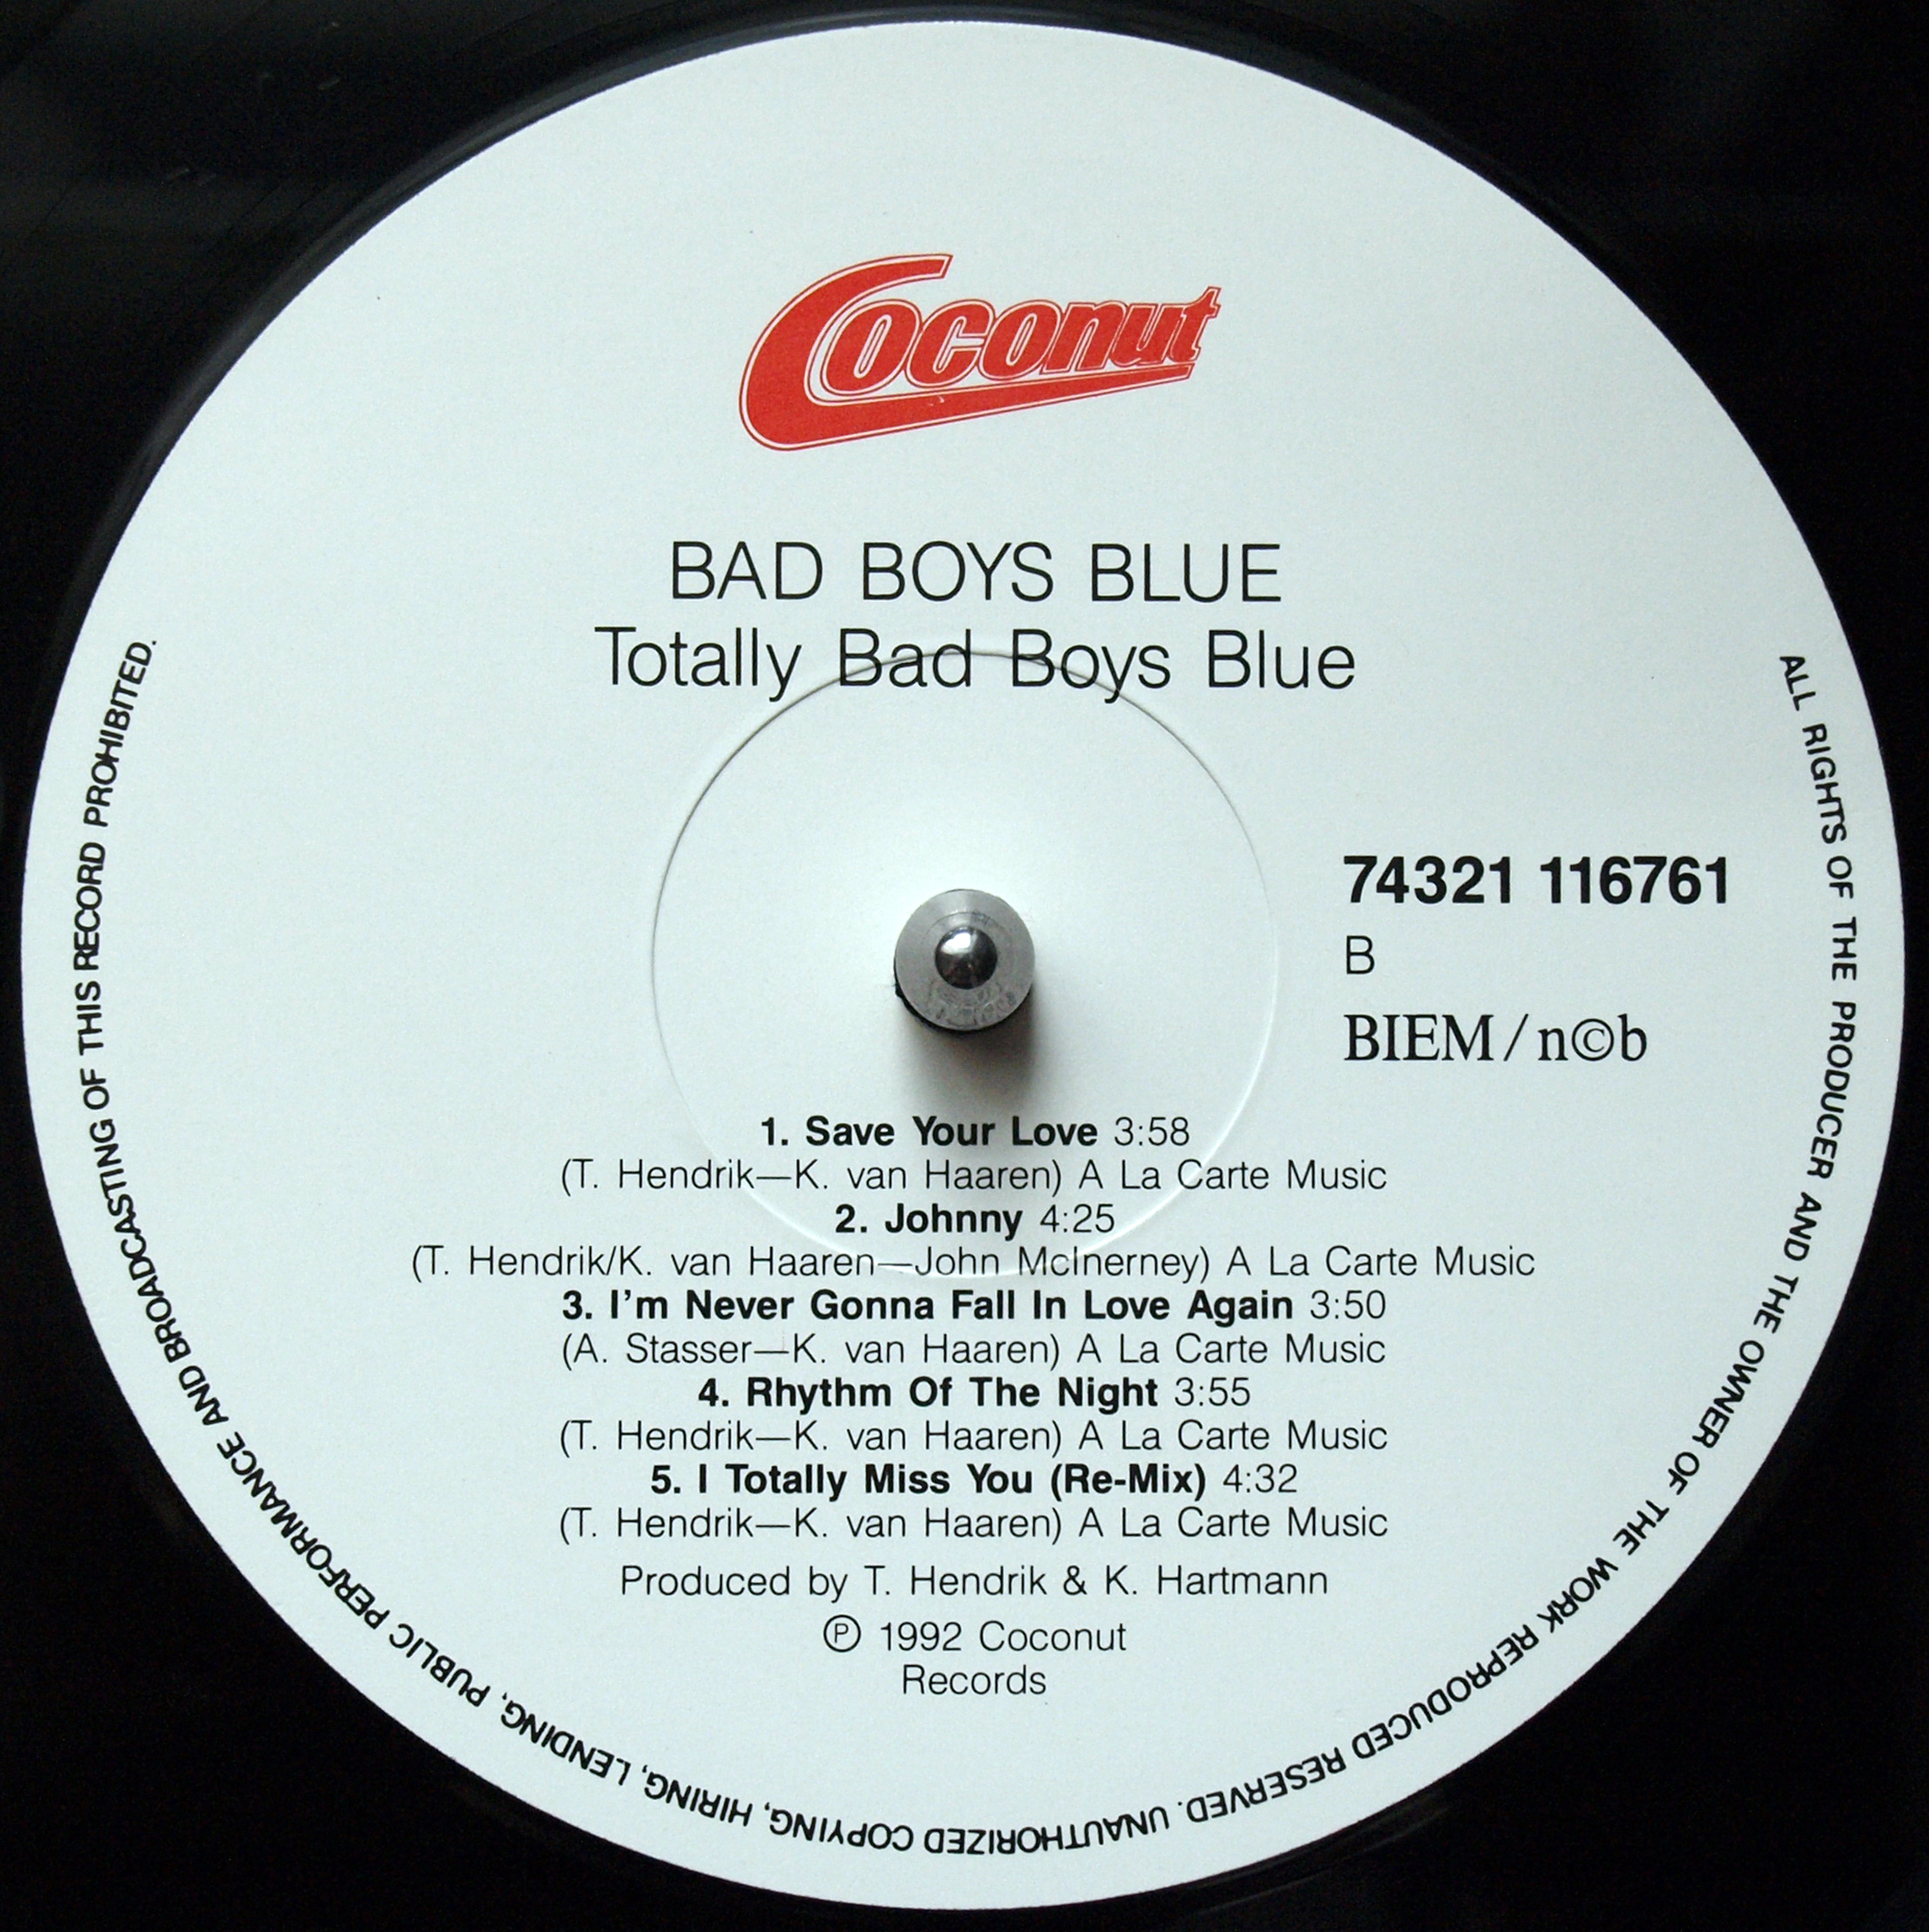 Coconut
BAD BOYS BLUE
Totally Bad Boys Blue
74321 116761
B
BIEM/n©b
1. Save Your Love 3:58
(T. Hendrik—K. van Haaren) A La Carte Music
2. Johnny 4:25
(T. Hendrik/K. van Haaren—John McInerney) A La Carte Music
3. I'm Never Gonna Fall In Love Again 3:50
(A. Stasser—K. van Haaren) A La Carte Music
4. Rhythm Of The Night 3:55
(T. Hendrik—K. van Haaren) A La Carte Music
5. I Totally Miss You (Re-Mix) 4:32
(T. Hendrik—K. van Haaren) A La Carte Music
Produced by T. Hendrik & K. Hartmann
℗ 1992 Coconut
Records
ALL RIGHTS OF THE PRODUCER AND THE OWNER OF THE WORK REPRODUCED RESERVED. UNAUTHORIZED COPYING, HIRING, LENDING, PUBLIC PERFORMANCE AND BROADCASTING OF THIS RECORD PROHIBITED.